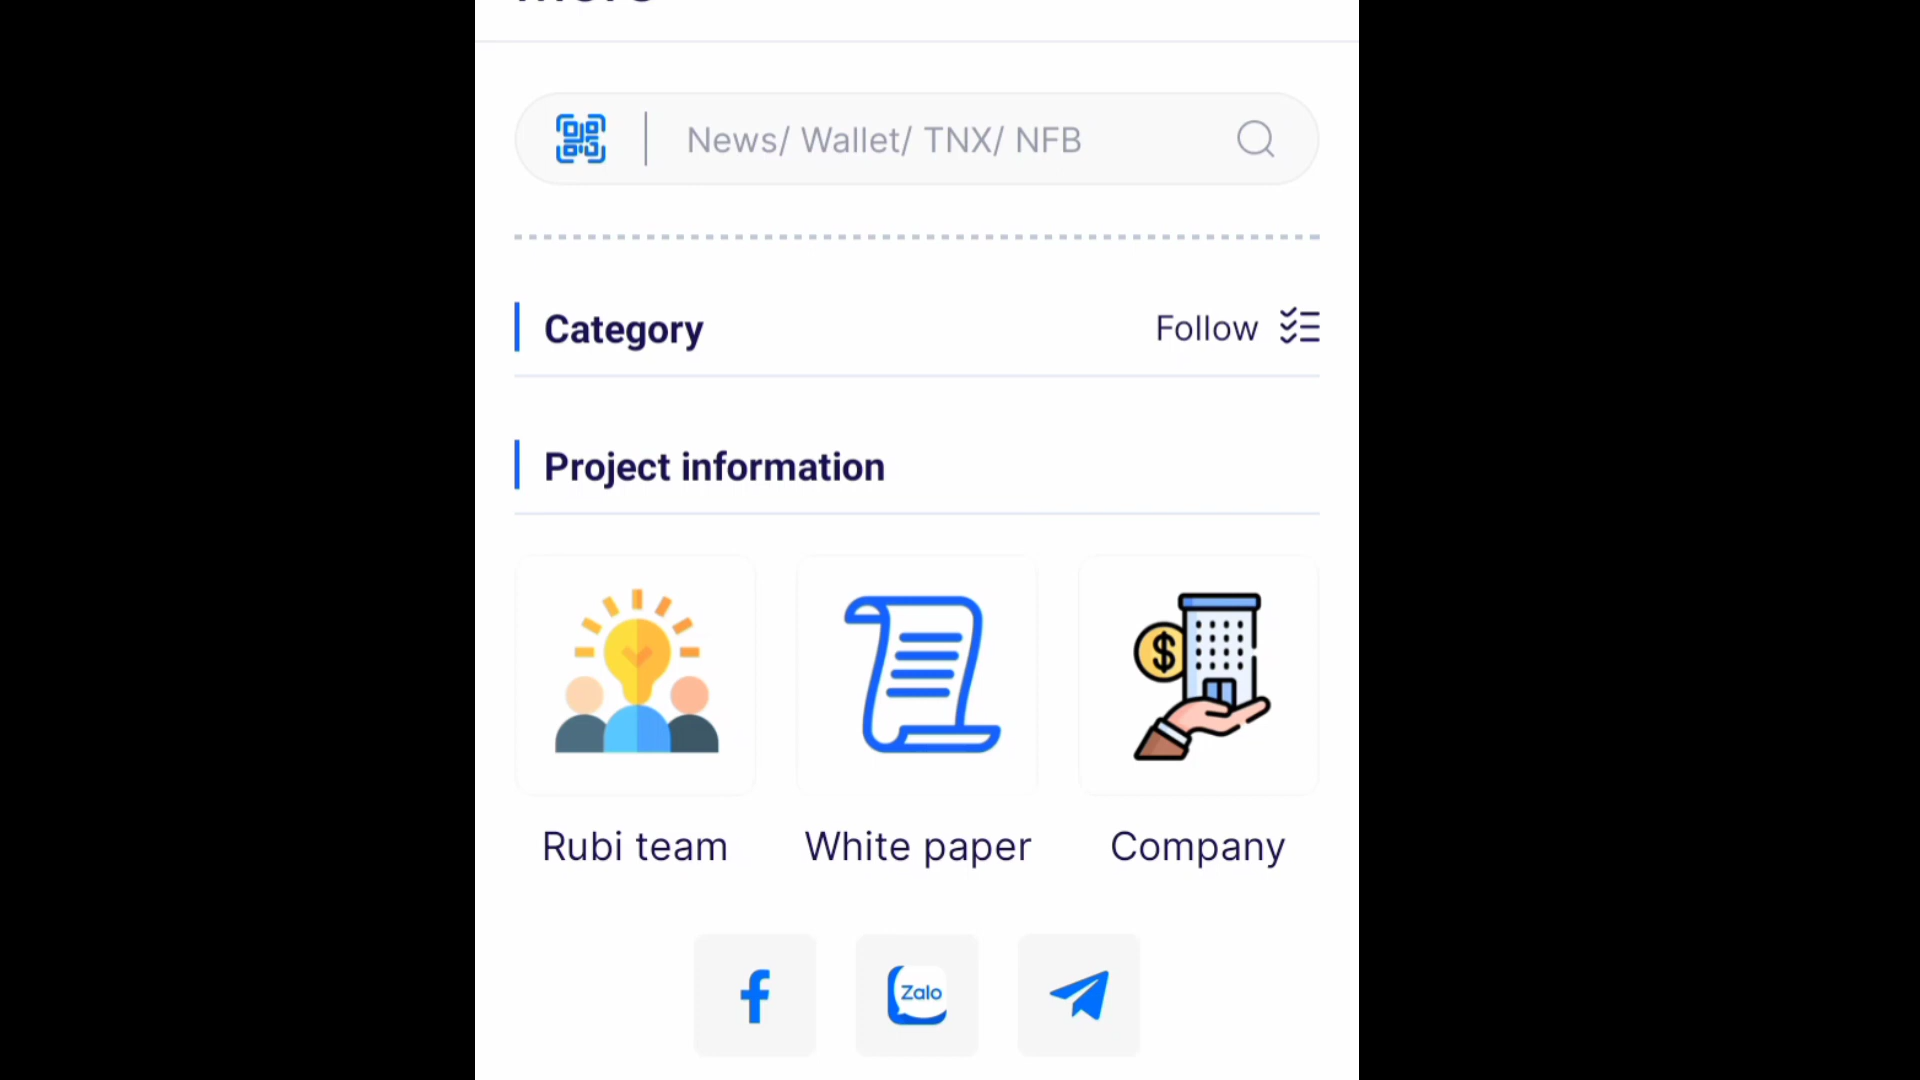 News/ Wallet/ TNX/ NFB
Category
Follow
Project information
$
Rubi team
White paper
Company
Zalo